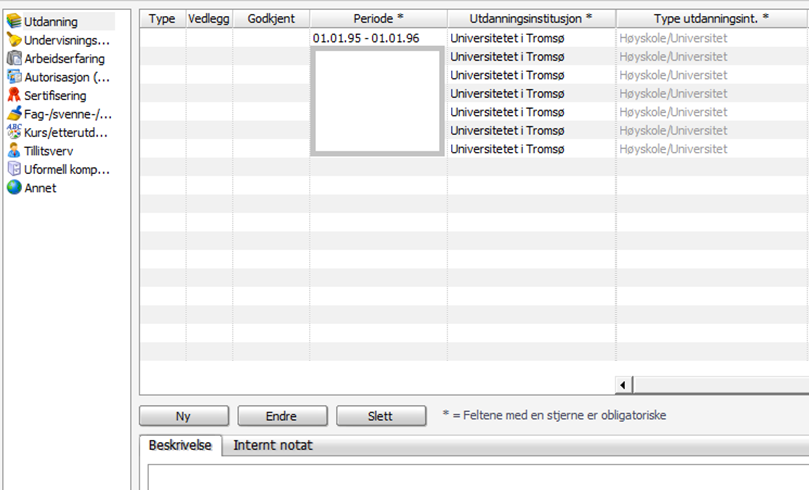 Utdanning
Undervisnings...
Arbeidserfaring
Autorisasjon (...
Sertifisering
Fag-/svenne-/...
ABC
Kurs/etterutd...
Tillitsverv
Uformell komp...
Annet
Type Vedlegg Godkjent Periode * Utdanningsinstitusjon * Type utdanningsint. *
01.01.95 - 01.01.96 Universitetet i Tromsø Høyskole/Universitet
Universitetet i Tromsø Høyskole/Universitet
Universitetet i Tromsø Høyskole/Universitet
Universitetet i Tromsø Høyskole/Universitet
Universitetet i Tromsø Høyskole/Universitet
Universitetet i Tromsø Høyskole/Universitet
Universitetet i Tromsø Høyskole/Universitet
Ny Endre Slett * = Feltene med en stjerne er obligatoriske
Beskrivelse Internt notat